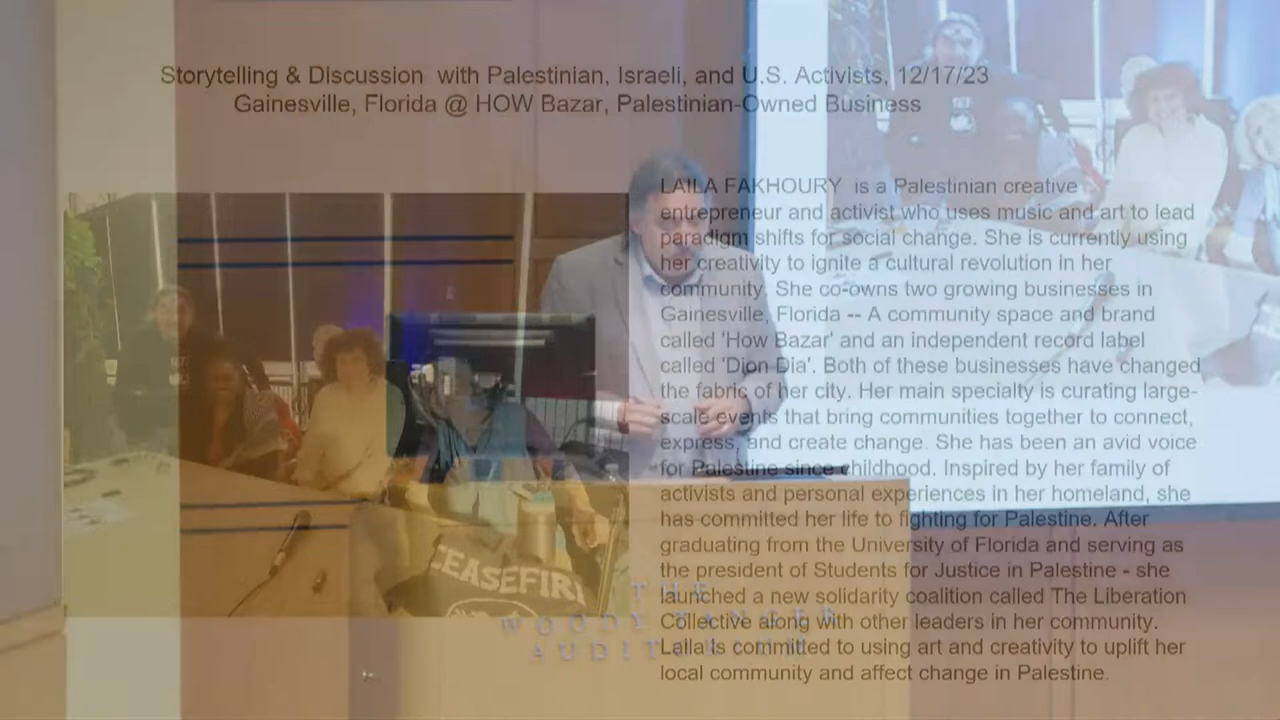 Storytelling & Discussion with Palestinian, Israeli, and U.S. Activists, 12/17/23
Gainesville, Florida @ HOW Bazar, Palestinian-Owned Business
LAILA FAKHOURY is a Palestinian creative
entrepreneur and activist who uses music and art to lead
paradigm shifts for social change. She is currently using
her creativity to ignite a cultural revolution in her
community. She co-owns two growing businesses in
Gainesville, Florida -- A community space and brand
called 'How Bazar' and an independent record label
called 'Dion Dia'. Both of these businesses have changed
the fabric of her city. Her main specialty is curating large-
scale events that bring communities together to connect,
express, and create change. She has been an avid voice
for Palestine since childhood. Inspired by her family of
activists and personal experiences in her homeland, she
has committed her life to fighting for Palestine. After
graduating from the University of Florida and serving as
the president of Students for Justice in Palestine - she
launched a new solidarity coalition called The Liberation
Collective along with other leaders in her community.
Laila is committed to using art and creativity to uplift her
local community and affect change in Palestine.
CEASEFIRE
THE
WOODY TANGER
AUDITORIUM